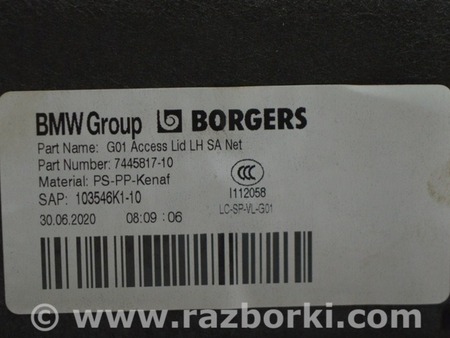 BMW Group BORGERS
Part Name: G01 Access Lid LH SA Net
Part Number: 7445817-10
Material: PS-PP-Kenaf
SAP: 103546K1-10
CCC
I112058
30.06.2020 08:09:06
LC-SP-VL-G01
© www.razborki.com